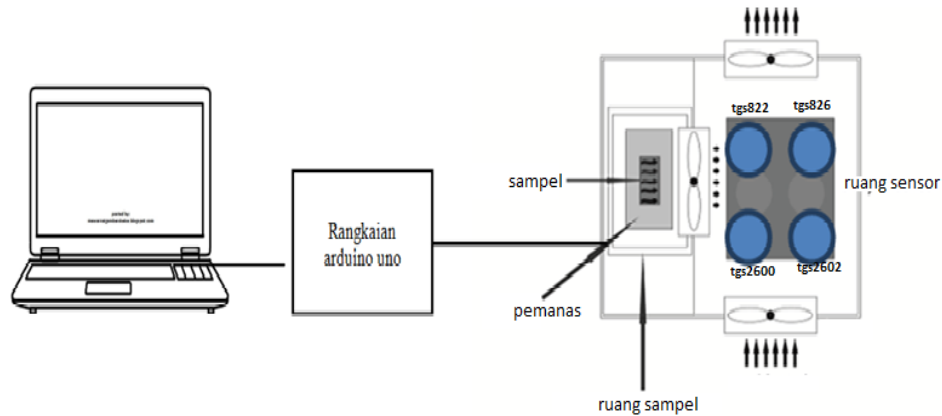 Rangkaian
arduino uno
sampel
pemanas
ruang sampel
tgs822
tgs826
ruang sensor
tgs2600
tgs2602